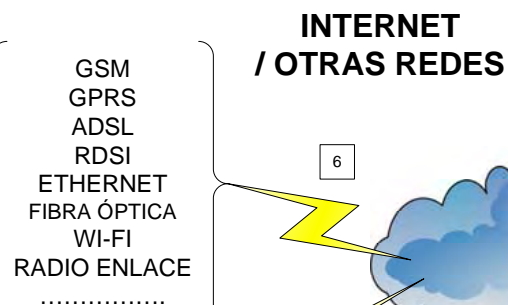 INTERNET
/ OTRAS REDES
GSM
GPRS
ADSL
RDSI
ETHERNET
FIBRA ÓPTICA
WI-FI
RADIO ENLACE
................
6